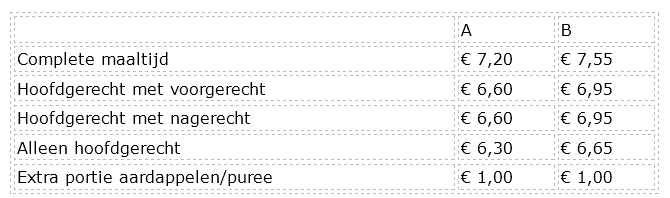 A B
Complete maaltijd € 7,20 € 7,55
Hoofdgerecht met voorgerecht € 6,60 € 6,95
Hoofdgerecht met nagerecht € 6,60 € 6,95
Alleen hoofdgerecht € 6,30 € 6,65
Extra portie aardappelen/puree € 1,00 € 1,00